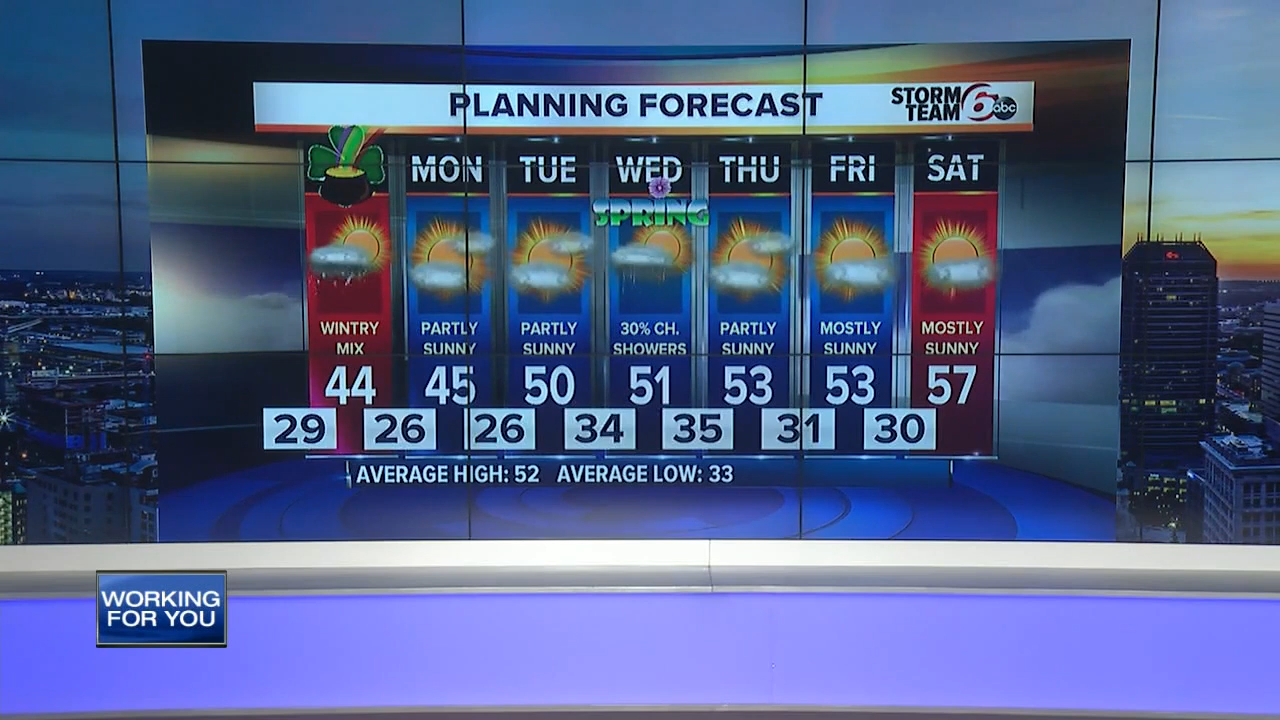 PLANNING FORECAST
STORM
TEAM 6 abc
MON TUE WED THU FRI SAT
SPRING
WINTRY
MIX
PARTLY
SUNNY
PARTLY
SUNNY
30% CH.
SHOWERS
PARTLY
SUNNY
MOSTLY
SUNNY
MOSTLY
SUNNY
44 45 50 51 53 53 57
29 26 26 34 35 31 30
AVERAGE HIGH: 52 AVERAGE LOW: 33
WORKING
FOR YOU